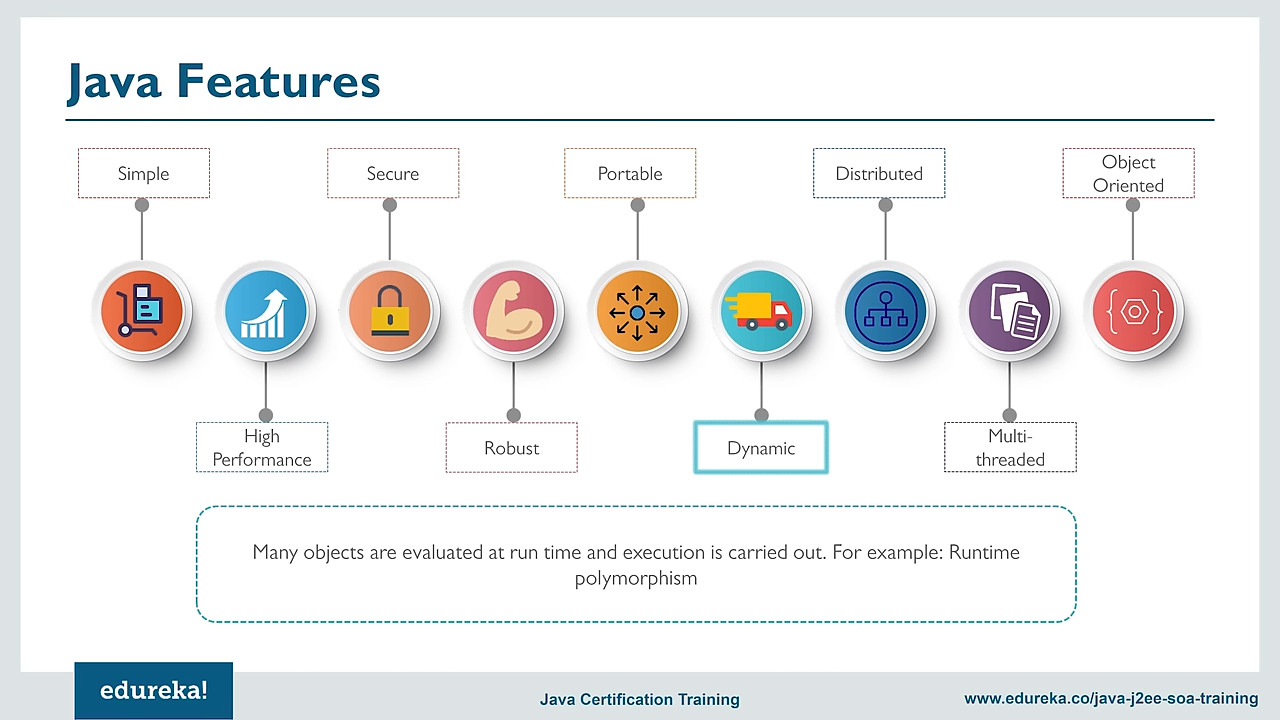 Java Features
Simple
Secure
Portable
Distributed
Object
Oriented
High
Performance
Robust
Dynamic
Multi-
threaded
Many objects are evaluated at run time and execution is carried out. For example: Runtime
polymorphism
edureka!
Java Certification Training
www.edureka.co/java-j2ee-soa-training